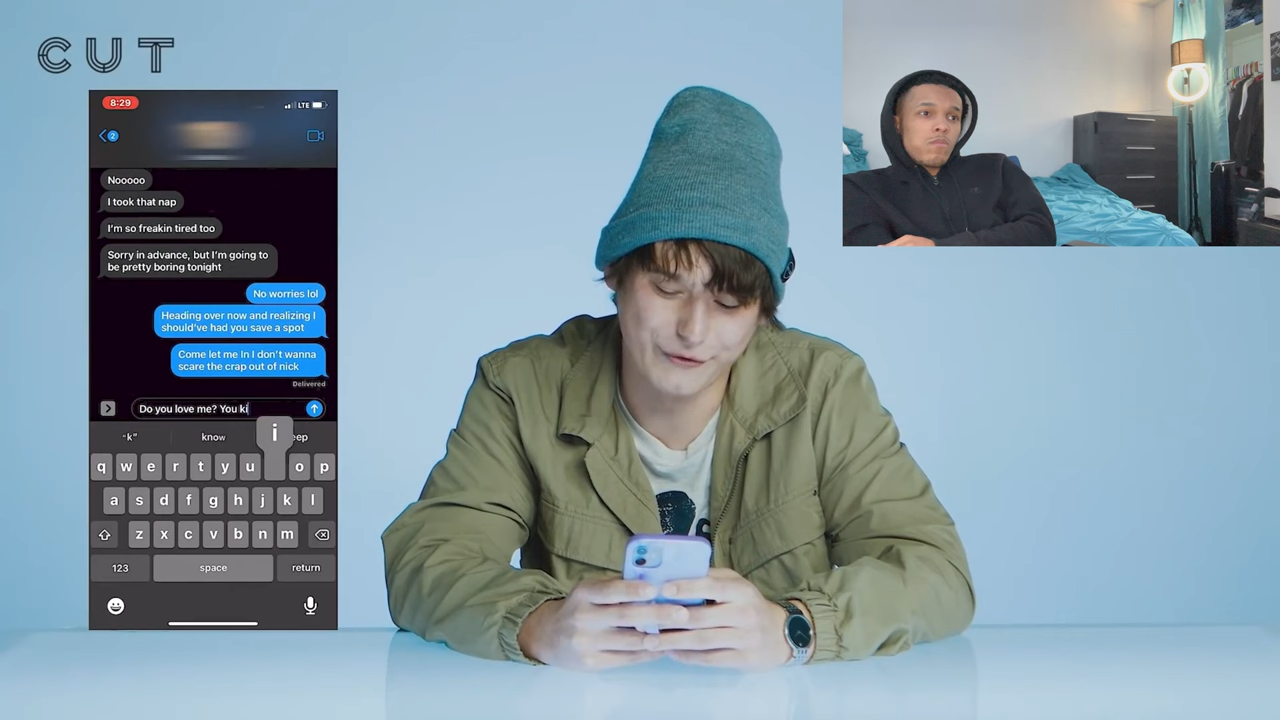 CUT
8:29
LTE
2
Nooooo
I took that nap
I'm so freakin tired too
Sorry in advance, but I'm going to
be pretty boring tonight
No worries lol
Heading over now and realizing I
should've had you save a spot
Come let me In I don't wanna
scare the crap out of nick
Delivered
Do you love me? You ki
"k" know eep
i
q w e r t y u o p
a s d f g h j k l
z x c v b n m
123 space return